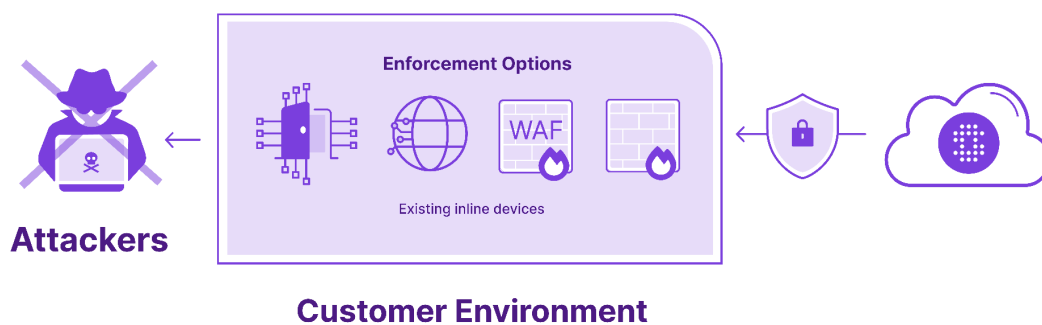 Enforcement Options
WAF
Existing inline devices
Attackers
Customer Environment